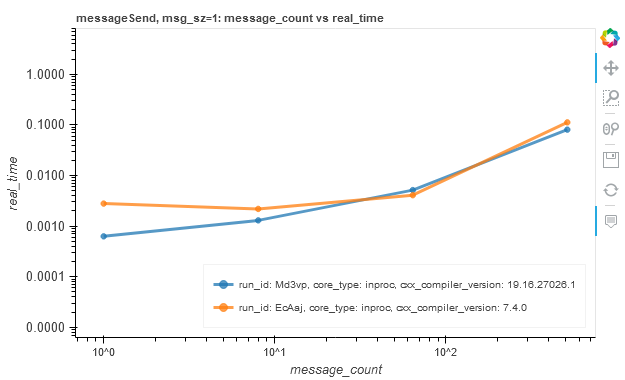 messageSend, msg_sz=1: message_count vs real_time
1.0000
0.1000
0.0100
0.0010
0.0001
0.0000
real_time
run_id: Md3vp, core_type: inproc, cxx_compiler_version: 19.16.27026.1
run_id: EcAaj, core_type: inproc, cxx_compiler_version: 7.4.0
10^0 10^1 10^2
message_count